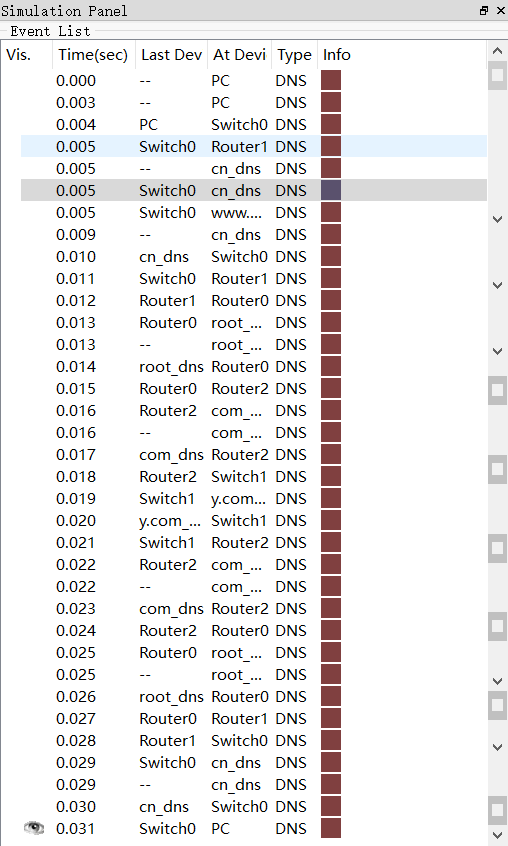 Simulation Panel
Event List
Vis. Time(sec) Last Dev At Devi Type Info
0.000 -- PC DNS
0.003 -- PC DNS
0.004 PC Switch0 DNS
0.005 Switch0 Router1 DNS
0.005 -- cn_dns DNS
0.005 Switch0 cn_dns DNS
0.005 Switch0 www.... DNS
0.009 -- cn_dns DNS
0.010 cn_dns Switch0 DNS
0.011 Switch0 Router1 DNS
0.012 Router1 Router0 DNS
0.013 Router0 root_... DNS
0.013 -- root_... DNS
0.014 root_dns Router0 DNS
0.015 Router0 Router2 DNS
0.016 Router2 com_... DNS
0.016 -- com_... DNS
0.017 com_dns Router2 DNS
0.018 Router2 Switch1 DNS
0.019 Switch1 y.com... DNS
0.020 y.com_... Switch1 DNS
0.021 Switch1 Router2 DNS
0.022 Router2 com_... DNS
0.022 -- com_... DNS
0.023 com_dns Router2 DNS
0.024 Router2 Router0 DNS
0.025 Router0 root_... DNS
0.025 -- root_... DNS
0.026 root_dns Router0 DNS
0.027 Router0 Router1 DNS
0.028 Router1 Switch0 DNS
0.029 Switch0 cn_dns DNS
0.029 -- cn_dns DNS
0.030 cn_dns Switch0 DNS
0.031 Switch0 PC DNS